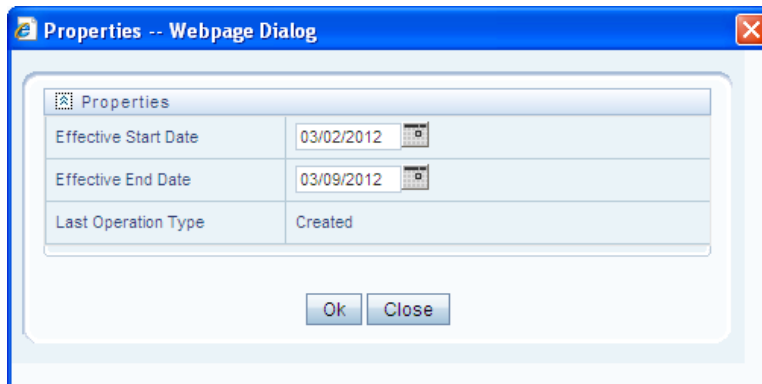 Properties -- Webpage Dialog
Properties
Effective Start Date 03/02/2012
Effective End Date 03/09/2012
Last Operation Type Created
Ok Close